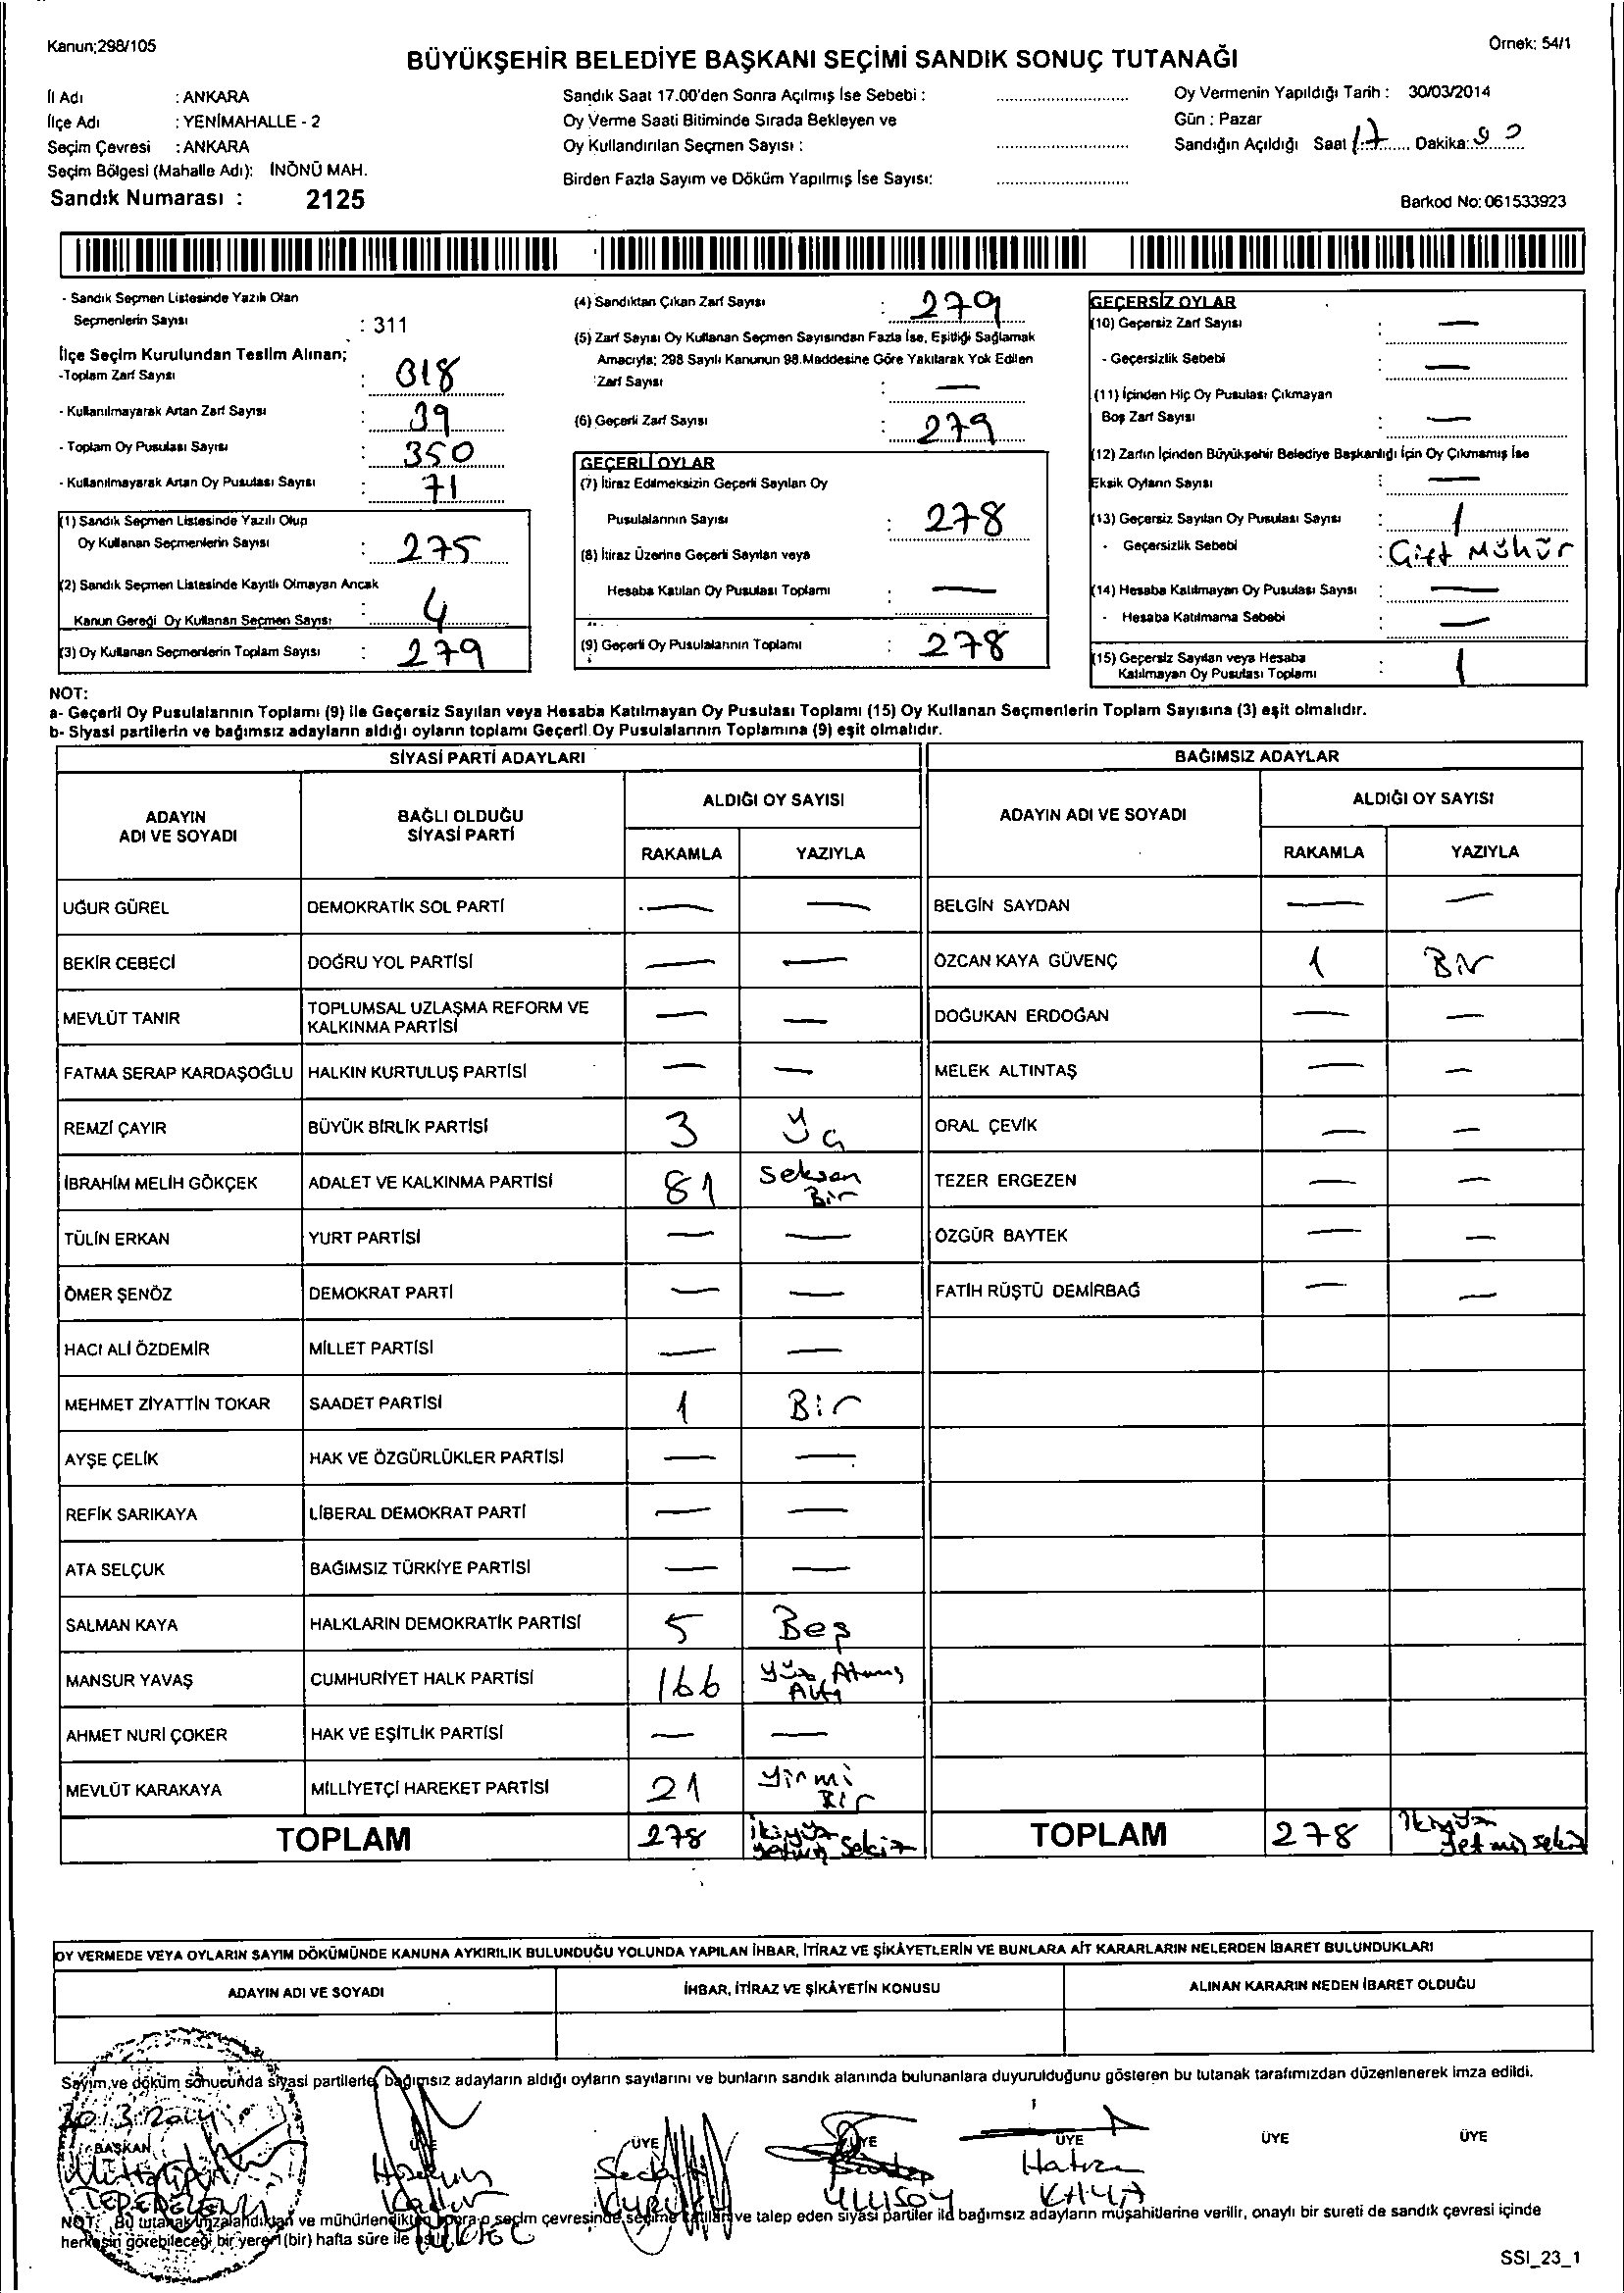 Kanun;298/105
Örnek: 54/1
BÜYÜKŞEHİR BELEDİYE BAŞKANI SEÇİMİ SANDIK SONUÇ TUTANAĞI
İl Adı : ANKARA
İlçe Adı : YENİMAHALLE - 2
Seçim Çevresi : ANKARA
Seçim Bölgesi (Mahalle Adı): İNÖNÜ MAH.
Sandık Numarası : 2125
Sandık Saat 17.00'den Sonra Açılmış İse Sebebi :
Oy Verme Saati Bitiminde Sırada Bekleyen ve
Oy Kullandırılan Seçmen Sayısı :
Birden Fazla Sayım ve Döküm Yapılmış İse Sayısı:
Oy Vermenin Yapıldığı Tarih : 30/03/2014
Gün : Pazar
Sandığın Açıldığı Saat 17 Dakika:
Barkod No: 061533923
- Sandık Seçmen Listesinde Yazılı Olan
Seçmenlerin Sayısı : 311
İlçe Seçim Kurulundan Teslim Alınan;
-Toplam Zarf Sayısı : 318
- Kullanılmayarak Artan Zarf Sayısı : 39
- Toplam Oy Pusulası Sayısı : 350
- Kullanılmayarak Artan Oy Pusulası Sayısı : 71
(1) Sandık Seçmen Listesinde Yazılı Olup
Oy Kullanan Seçmenlerin Sayısı : 275
(2) Sandık Seçmen Listesinde Kayıtlı Olmayan Ancak
Kanun Gereği Oy Kullanan Seçmen Sayısı : 4
(3) Oy Kullanan Seçmenlerin Toplam Sayısı : 279
(4) Sandıktan Çıkan Zarf Sayısı : 279
(5) Zarf Sayısı Oy Kullanan Seçmen Sayısından Fazla İse, Eşitliği Sağlamak
Amacıyla; 298 Sayılı Kanunun 98.Maddesine Göre Yakılarak Yok Edilen
Zarf Sayısı : —
(6) Geçerli Zarf Sayısı : 279
GEÇERLİ OYLAR
(7) İtiraz Edilmeksizin Geçerli Sayılan Oy
Pusulalarının Sayısı : 278
(8) İtiraz Üzerine Geçerli Sayılan veya
Hesaba Katılan Oy Pusulası Toplamı : —
(9) Geçerli Oy Pusulalarının Toplamı : 278
GEÇERSİZ OYLAR
(10) Geçersiz Zarf Sayısı : —
- Geçersizlik Sebebi : —
(11) İçinden Hiç Oy Pusulası Çıkmayan
Boş Zarf Sayısı : —
(12) Zarfın İçinden Büyükşehir Belediye Başkanlığı İçin Oy Çıkmamış İse
Eksik Oyların Sayısı : —
(13) Geçersiz Sayılan Oy Pusulası Sayısı : 1
- Geçersizlik Sebebi : Çift Mühür
(14) Hesaba Katılmayan Oy Pusulası Sayısı : —
- Hesaba Katılmama Sebebi : —
(15) Geçersiz Sayılan veya Hesaba
Katılmayan Oy Pusulası Toplamı : 1
NOT:
a- Geçerli Oy Pusulalarının Toplamı (9) ile Geçersiz Sayılan veya Hesaba Katılmayan Oy Pusulası Toplamı (15) Oy Kullanan Seçmenlerin Toplam Sayısına (3) eşit olmalıdır.
b- Siyasi partilerin ve bağımsız adayların aldığı oyların toplamı Geçerli Oy Pusulalarının Toplamına (9) eşit olmalıdır.
SİYASİ PARTİ ADAYLARI
BAĞIMSIZ ADAYLAR
ADAYIN
ADI VE SOYADI
BAĞLI OLDUĞU
SİYASİ PARTİ
ALDIĞI OY SAYISI
RAKAMLA YAZIYLA
ADAYIN ADI VE SOYADI
ALDIĞI OY SAYISI
RAKAMLA YAZIYLA
UĞUR GÜREL DEMOKRATİK SOL PARTİ — — BELGİN SAYDAN — —
BEKİR CEBECİ DOĞRU YOL PARTİSİ — — ÖZCAN KAYA GÜVENÇ 1 Bir
MEVLÜT TANIR TOPLUMSAL UZLAŞMA REFORM VE KALKINMA PARTİSİ — — DOĞUKAN ERDOĞAN — —
FATMA SERAP KARDAŞOĞLU HALKIN KURTULUŞ PARTİSİ — — MELEK ALTINTAŞ — —
REMZİ ÇAYIR BÜYÜK BİRLİK PARTİSİ 3 Üç ORAL ÇEVİK — —
İBRAHİM MELİH GÖKÇEK ADALET VE KALKINMA PARTİSİ 81 Seksen Bir TEZER ERGEZEN — —
TÜLİN ERKAN YURT PARTİSİ — — ÖZGÜR BAYTEK — —
ÖMER ŞENÖZ DEMOKRAT PARTİ — — FATİH RÜŞTÜ DEMİRBAĞ — —
HACI ALİ ÖZDEMİR MİLLET PARTİSİ — —
MEHMET ZİYATTİN TOKAR SAADET PARTİSİ 1 Bir
AYŞE ÇELİK HAK VE ÖZGÜRLÜKLER PARTİSİ — —
REFİK SARIKAYA LİBERAL DEMOKRAT PARTİ — —
ATA SELÇUK BAĞIMSIZ TÜRKİYE PARTİSİ — —
SALMAN KAYA HALKLARIN DEMOKRATİK PARTİSİ 5 Beş
MANSUR YAVAŞ CUMHURİYET HALK PARTİSİ 166 Yüz Atmış Altı
AHMET NURİ ÇOKER HAK VE EŞİTLİK PARTİSİ — —
MEVLÜT KARAKAYA MİLLİYETÇİ HAREKET PARTİSİ 21 Yirmi Bir
TOPLAM 278 İkiyüz yetmiş Sekiz TOPLAM 278 İkiyüz yetmiş sekiz
OY VERMEDE VEYA OYLARIN SAYIM DÖKÜMÜNDE KANUNA AYKIRILIK BULUNDUĞU YOLUNDA YAPILAN İHBAR, İTİRAZ VE ŞİKÂYETLERİN VE BUNLARA AİT KARARLARIN NELERDEN İBARET BULUNDUKLARI
ADAYIN ADI VE SOYADI İHBAR, İTİRAZ VE ŞİKÂYETİN KONUSU ALINAN KARARIN NEDEN İBARET OLDUĞU
Sayım ve döküm sonucunda siyasi partilerle, bağımsız adayların aldığı oyların sayılarını ve bunların sandık alanında bulunanlara duyurulduğunu gösteren bu tutanak tarafımızdan düzenlenerek imza edildi.
30.3.2014
BAŞKAN ÜYE ÜYE ÜYE ÜYE ÜYE ÜYE
Seda Hatice
ULUSOY KAYA
NOT: Bu tutanak imzalandıktan ve mühürlendikten sonra o seçim çevresinde seçime katılan ve talep eden siyasi partiler ile bağımsız adayların müşahitlerine verilir, onaylı bir sureti de sandık çevresi içinde
herkesin görebileceği bir yere 1 (bir) hafta süre ile asılır.
SSI_23_1